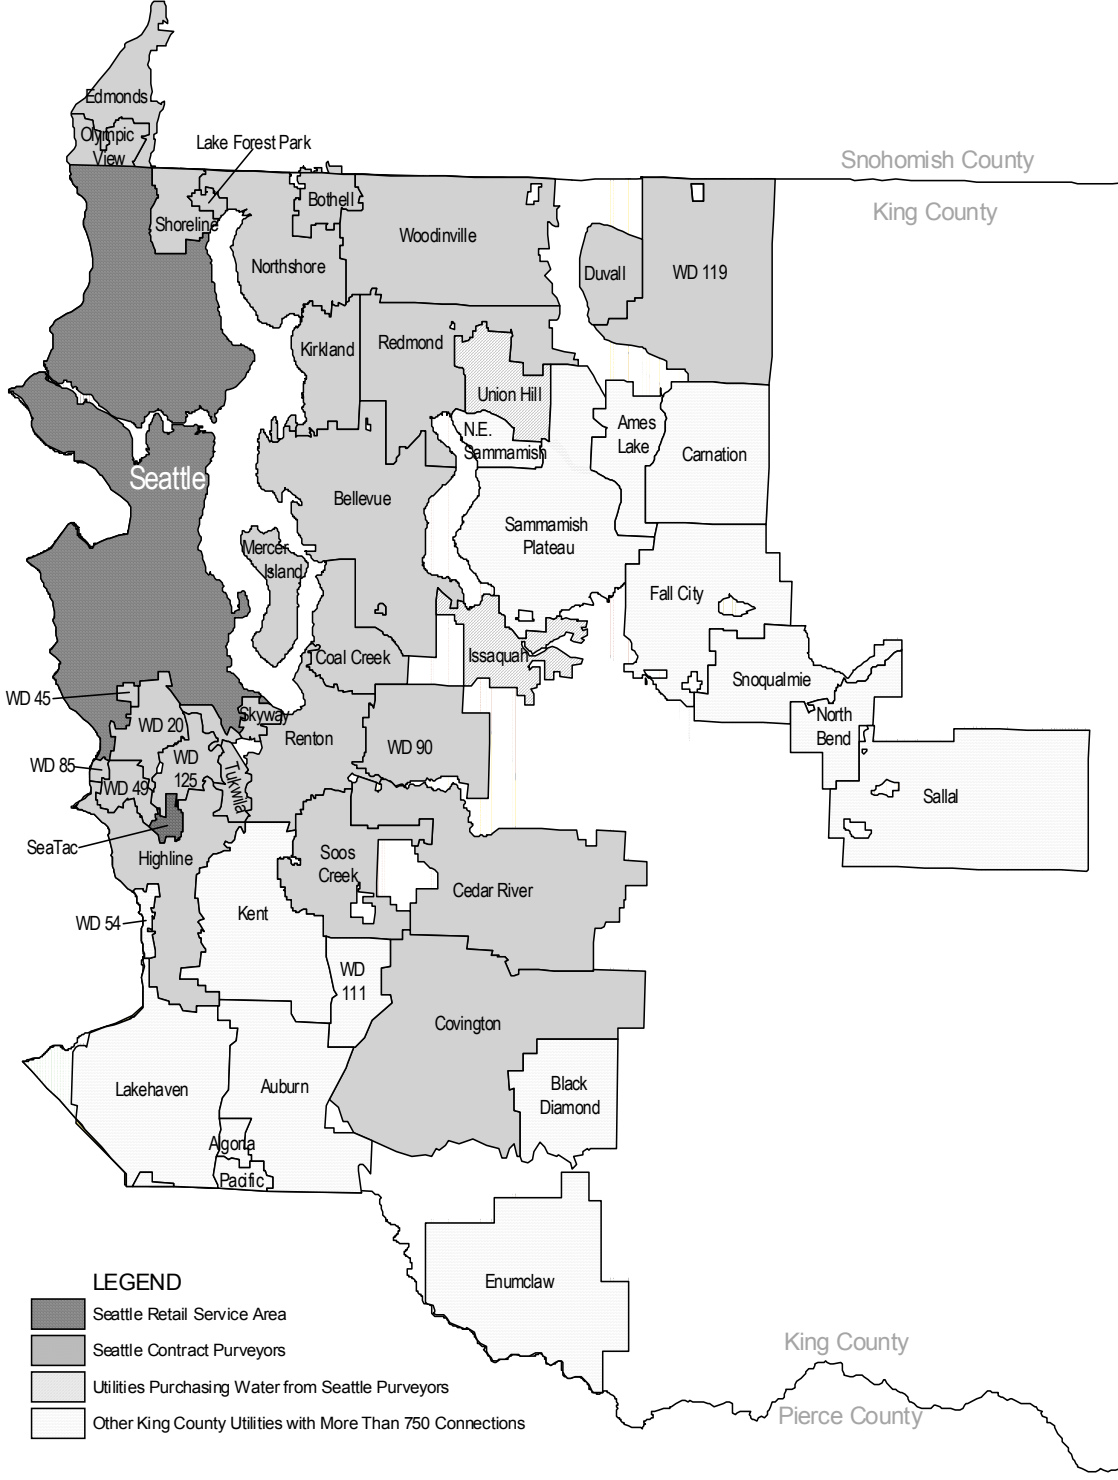 Edmonds
Olympic
View
Lake Forest Park
Snohomish County
King County
Bothell
Shoreline
Woodinville
Northshore
Duvall
WD 119
Kirkland
Redmond
Union Hill
N.E.
Sammamish
Ames
Lake
Carnation
Seattle
Bellevue
Sammamish
Plateau
Mercer
Island
Fall City
Coal Creek
Issaquah
Snoqualmie
WD 45
Skyway
WD 20
Renton
WD 90
North
Bend
WD 85
WD
125
Tukwila
WD 49
Sallal
SeaTac
Highline
Soos
Creek
Cedar River
WD 54
Kent
WD
111
Covington
Lakehaven
Auburn
Black
Diamond
Agona
Pacific
Enumclaw
LEGEND
Seattle Retail Service Area
Seattle Contract Purveyors
Utilities Purchasing Water from Seattle Purveyors
Other King County Utilities with More Than 750 Connections
King County
Pierce County